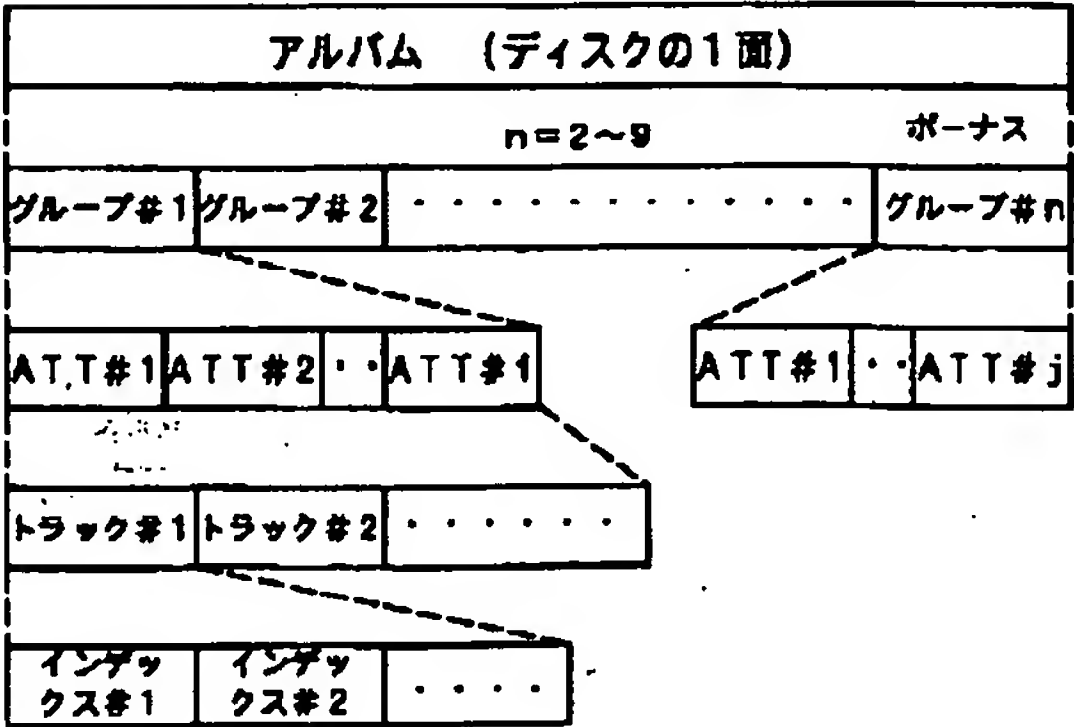 アルバム (ディスクの1面)
n=2~9 ボーナス
グループ#1 グループ#2 ・・・・・・・・・・・・・ グループ#n
ATT#1 ATT#2 ・・ ATT#i ATT#1 ・・ ATT#j
トラック#1 トラック#2 ・・・・・・
インデッ インデッ
クス#1 クス#2 ・・・・